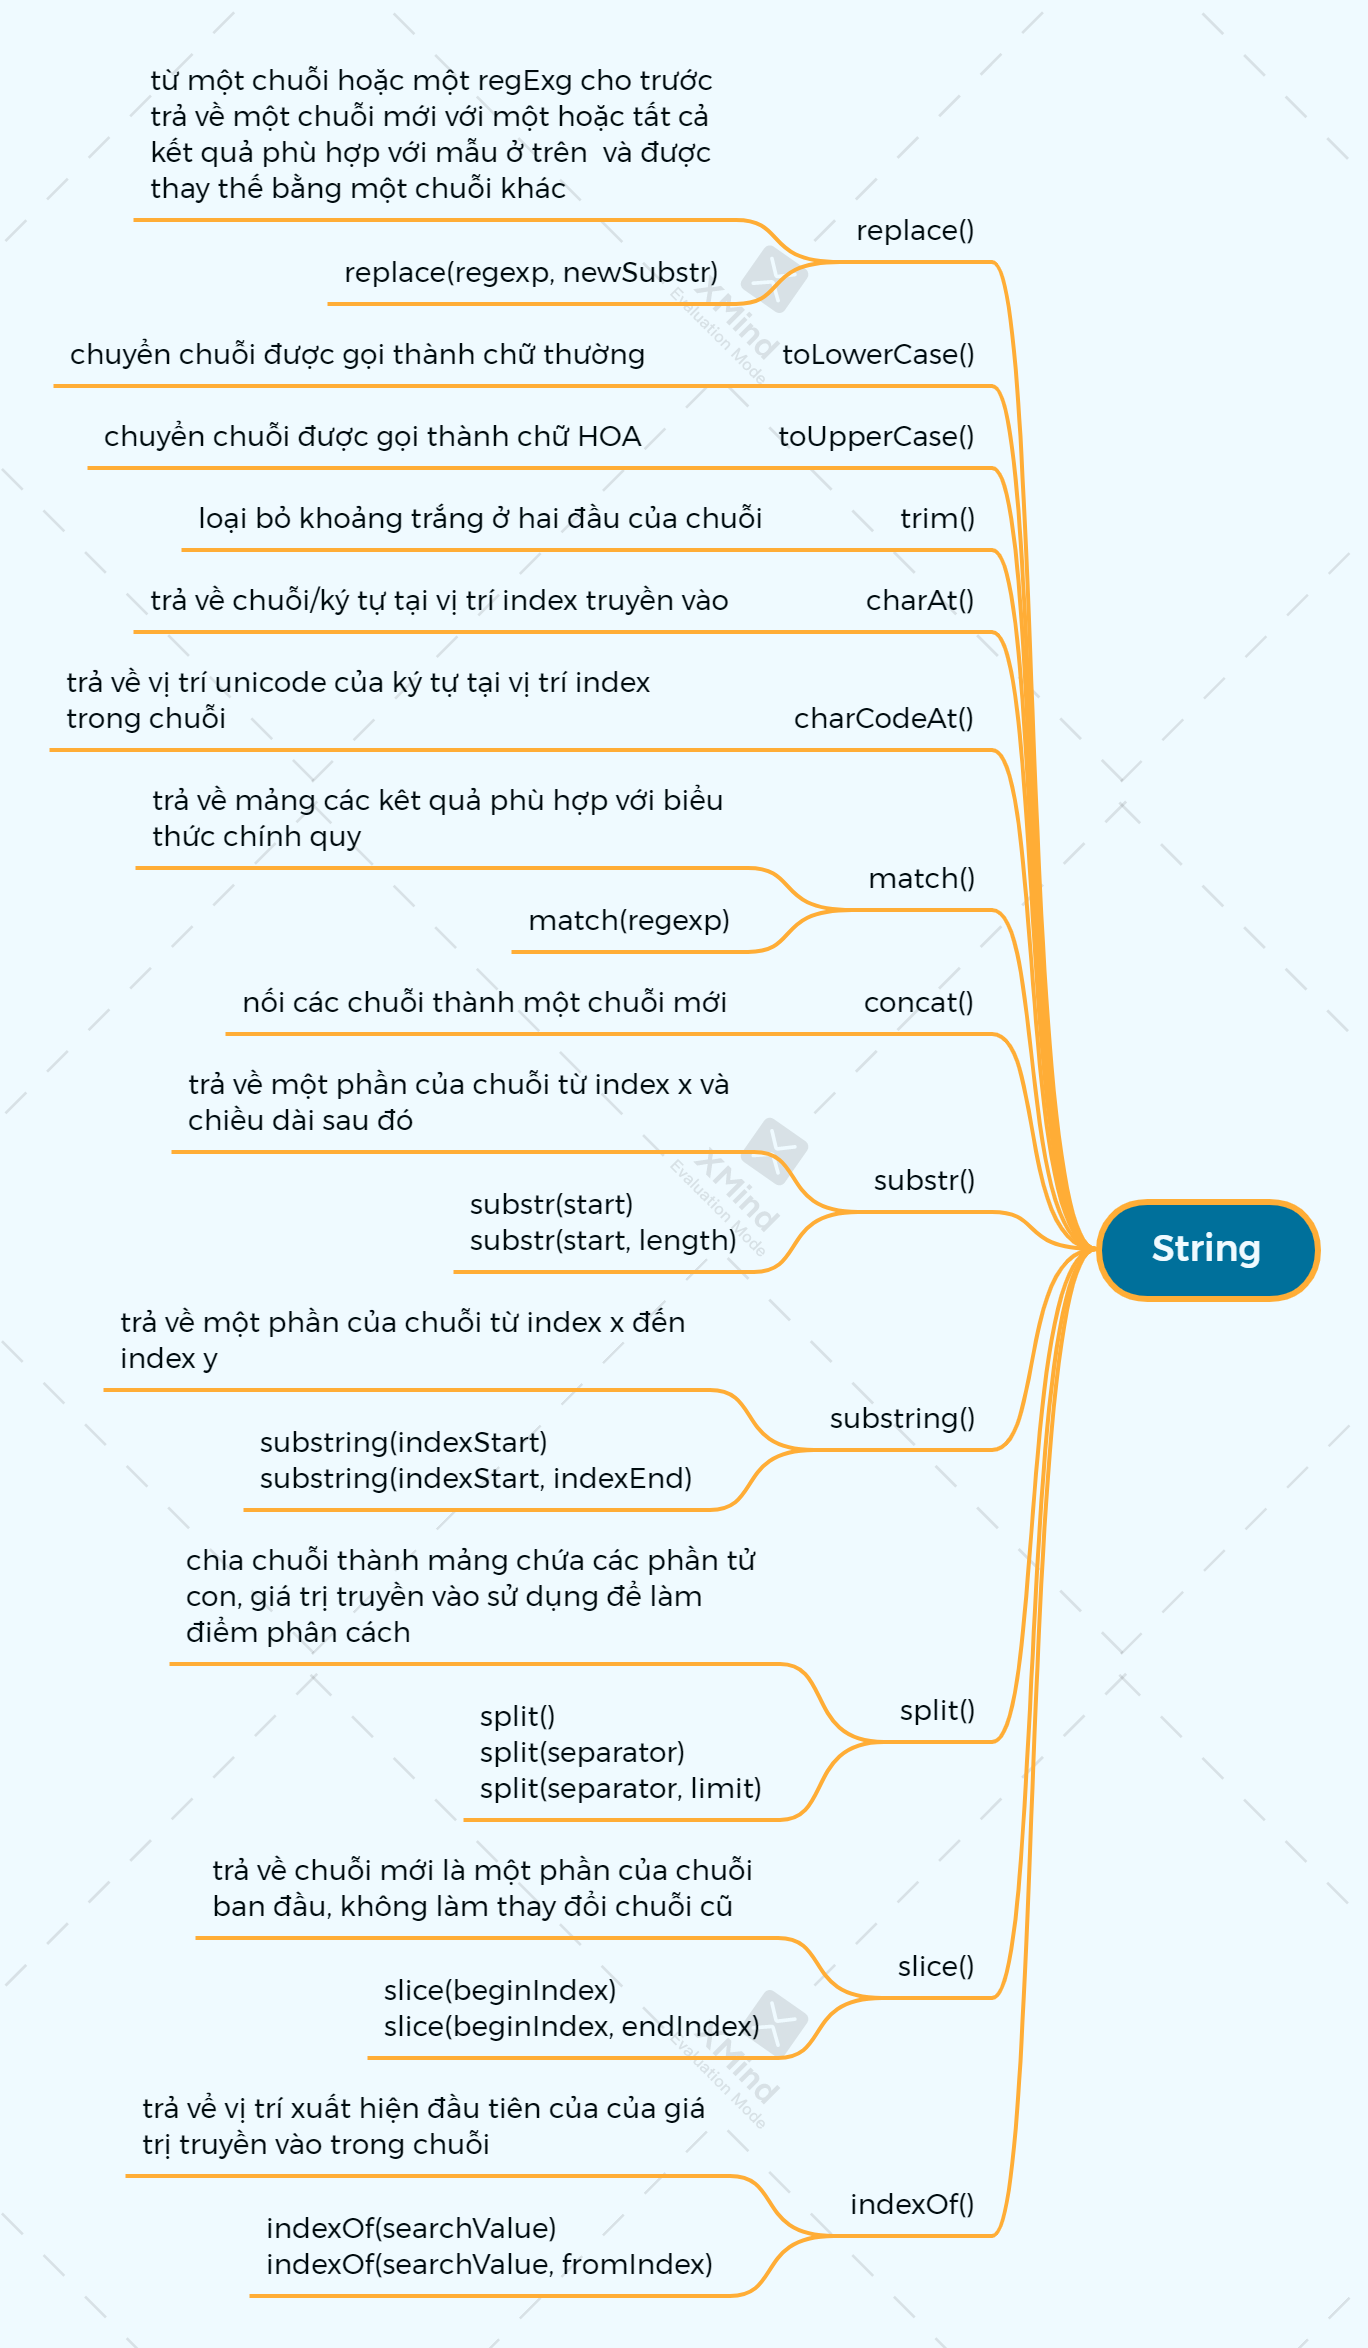 từ một chuỗi hoặc một regExg cho trước
trả về một chuỗi mới với một hoặc tất cả
kết quả phù hợp với mẫu ở trên  và được
thay thế bằng một chuỗi khác
replace()
replace(regexp, newSubstr)
XMind
Evaluation Mode
chuyển chuỗi được gọi thành chữ thường
toLowerCase()
chuyển chuỗi được gọi thành chữ HOA
toUpperCase()
loại bỏ khoảng trắng ở hai đầu của chuỗi
trim()
trả về chuỗi/ký tự tại vị trí index truyền vào
charAt()
trả về vị trí unicode của ký tự tại vị trí index
trong chuỗi
charCodeAt()
trả về mảng các kêt quả phù hợp với biểu
thức chính quy
match()
match(regexp)
nối các chuỗi thành một chuỗi mới
concat()
trả về một phần của chuỗi từ index x và
chiều dài sau đó
substr()
substr(start)
substr(start, length)
XMind
Evaluation Mode
String
trả về một phần của chuỗi từ index x đến
index y
substring()
substring(indexStart)
substring(indexStart, indexEnd)
chia chuỗi thành mảng chứa các phần tử
con, giá trị truyền vào sử dụng để làm
điểm phân cách
split()
split()
split(separator)
split(separator, limit)
trả về chuỗi mới là một phần của chuỗi
ban đầu, không làm thay đổi chuỗi cũ
slice()
slice(beginIndex)
slice(beginIndex, endIndex)
XMind
Evaluation Mode
trả vể vị trí xuất hiện đầu tiên của của giá
trị truyền vào trong chuỗi
indexOf()
indexOf(searchValue)
indexOf(searchValue, fromIndex)